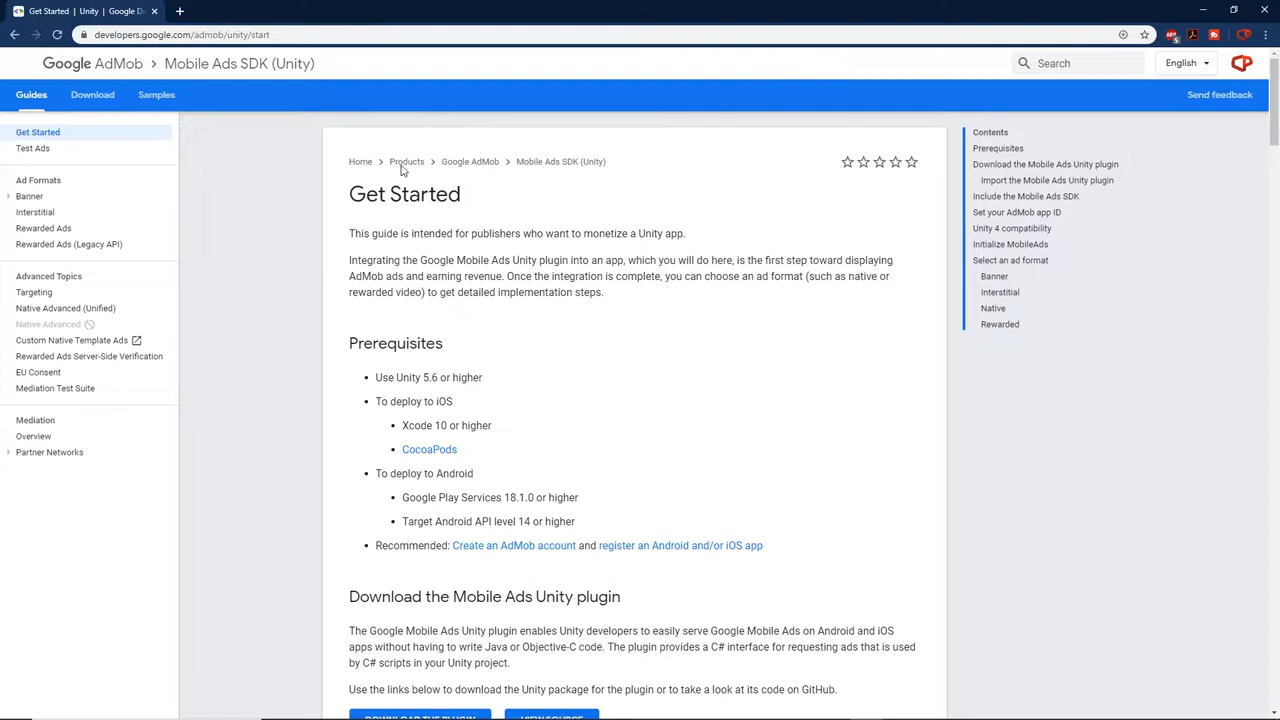 Get Started | Unity | Google De
developers.google.com/admob/unity/start
Google AdMob > Mobile Ads SDK (Unity)
Search
English
Guides
Download
Samples
Send feedback
Get Started
Test Ads
Ad Formats
Banner
Interstitial
Rewarded Ads
Rewarded Ads (Legacy API)
Advanced Topics
Targeting
Native Advanced (Unified)
Native Advanced
Custom Native Template Ads
Rewarded Ads Server-Side Verification
EU Consent
Mediation Test Suite
Mediation
Overview
Partner Networks
Home > Products > Google AdMob > Mobile Ads SDK (Unity)
Get Started
This guide is intended for publishers who want to monetize a Unity app.
Integrating the Google Mobile Ads Unity plugin into an app, which you will do here, is the first step toward displaying
AdMob ads and earning revenue. Once the integration is complete, you can choose an ad format (such as native or
rewarded video) to get detailed implementation steps.
Prerequisites
• Use Unity 5.6 or higher
• To deploy to iOS
• Xcode 10 or higher
• CocoaPods
• To deploy to Android
• Google Play Services 18.1.0 or higher
• Target Android API level 14 or higher
• Recommended: Create an AdMob account and register an Android and/or iOS app
Download the Mobile Ads Unity plugin
The Google Mobile Ads Unity plugin enables Unity developers to easily serve Google Mobile Ads on Android and iOS
apps without having to write Java or Objective-C code. The plugin provides a C# interface for requesting ads that is used
by C# scripts in your Unity project.
Use the links below to download the Unity package for the plugin or to take a look at its code on GitHub.
DOWNLOAD THE PLUGIN
VIEW SOURCE
Contents
Prerequisites
Download the Mobile Ads Unity plugin
Import the Mobile Ads Unity plugin
Include the Mobile Ads SDK
Set your AdMob app ID
Unity 4 compatibility
Initialize MobileAds
Select an ad format
Banner
Interstitial
Native
Rewarded